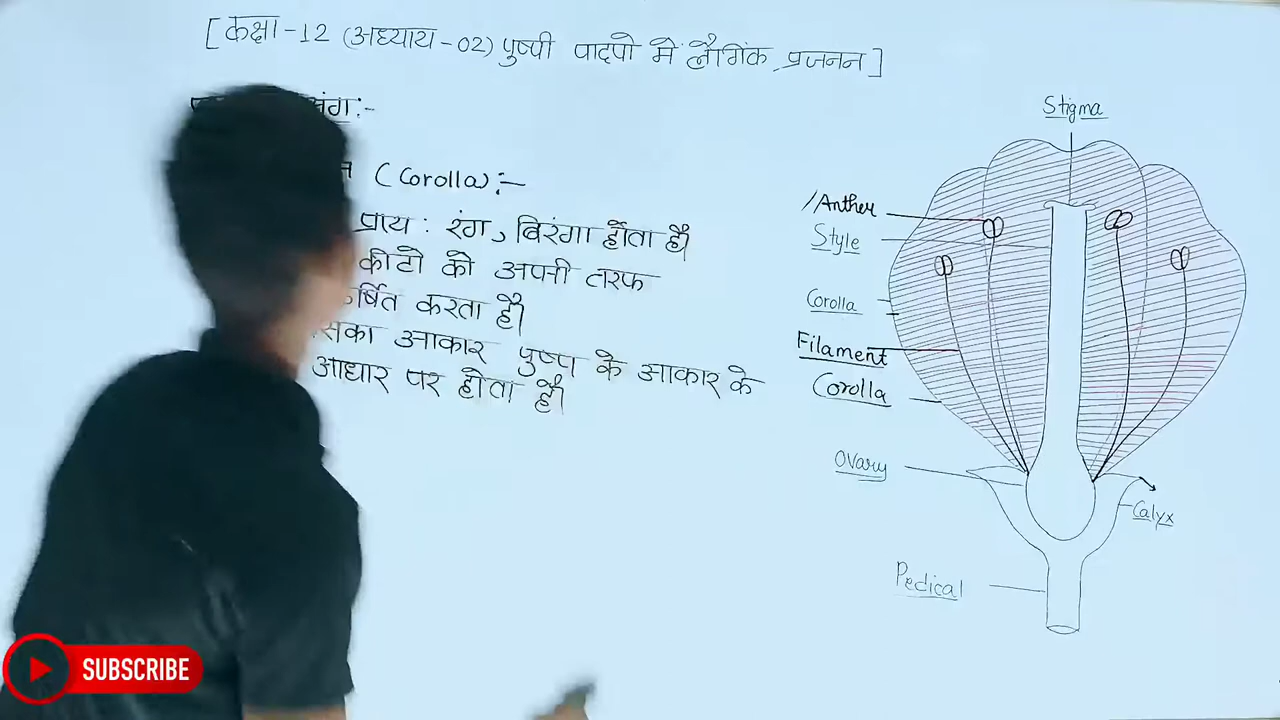 [ कक्षा -12 (अध्याय -02) पुष्पी पादपो में लैगिंक प्रजनन ]
(Corolla) :-
प्राय : रंग, विरंगा होता है।
कीटो को अपनी तरफ
र्षित करता है।
सका आकार पुष्प के आकार के
आधार पर होता है।
Stigma
Anther
Style
Corolla
Filament
Corolla
Ovary
Calyx
Pedical
SUBSCRIBE